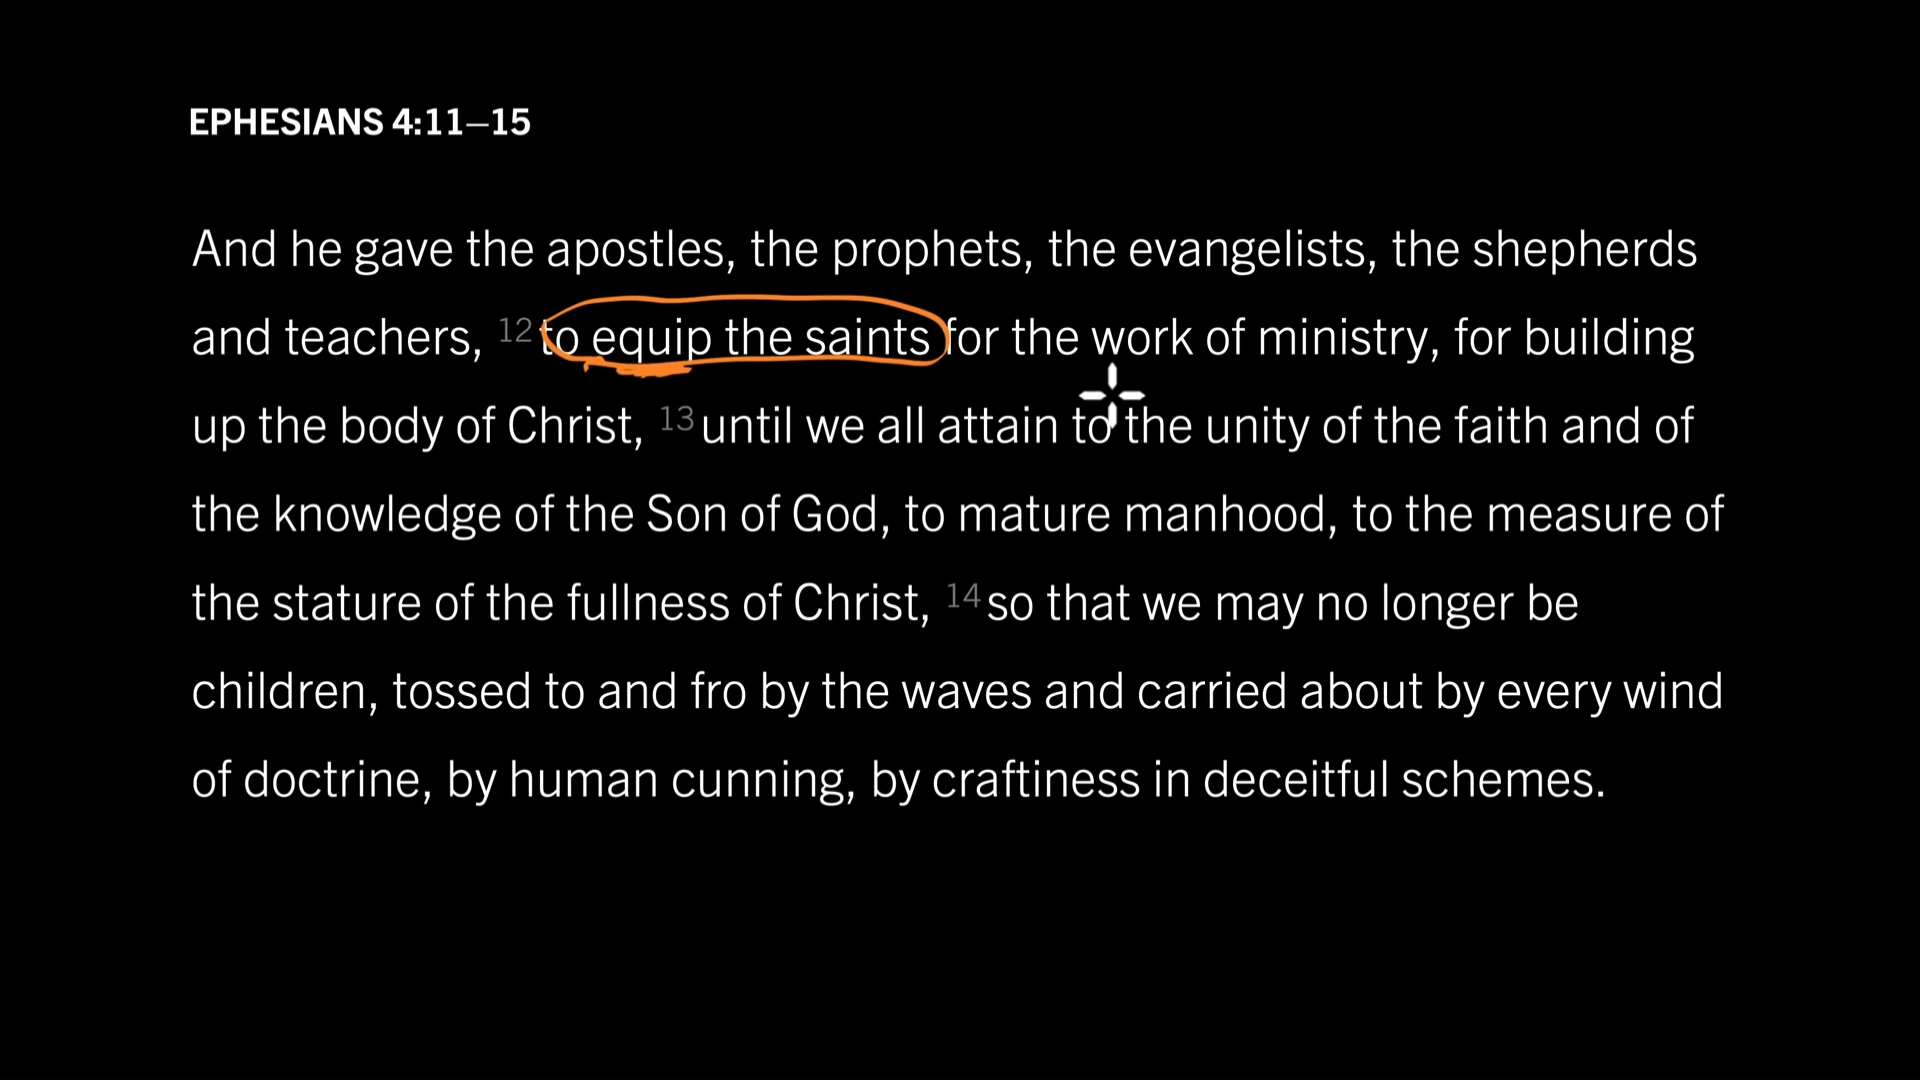 EPHESIANS 4:11–15
And he gave the apostles, the prophets, the evangelists, the shepherds
and teachers, 12 to equip the saints for the work of ministry, for building
up the body of Christ, 13 until we all attain to the unity of the faith and of
the knowledge of the Son of God, to mature manhood, to the measure of
the stature of the fullness of Christ, 14 so that we may no longer be
children, tossed to and fro by the waves and carried about by every wind
of doctrine, by human cunning, by craftiness in deceitful schemes.